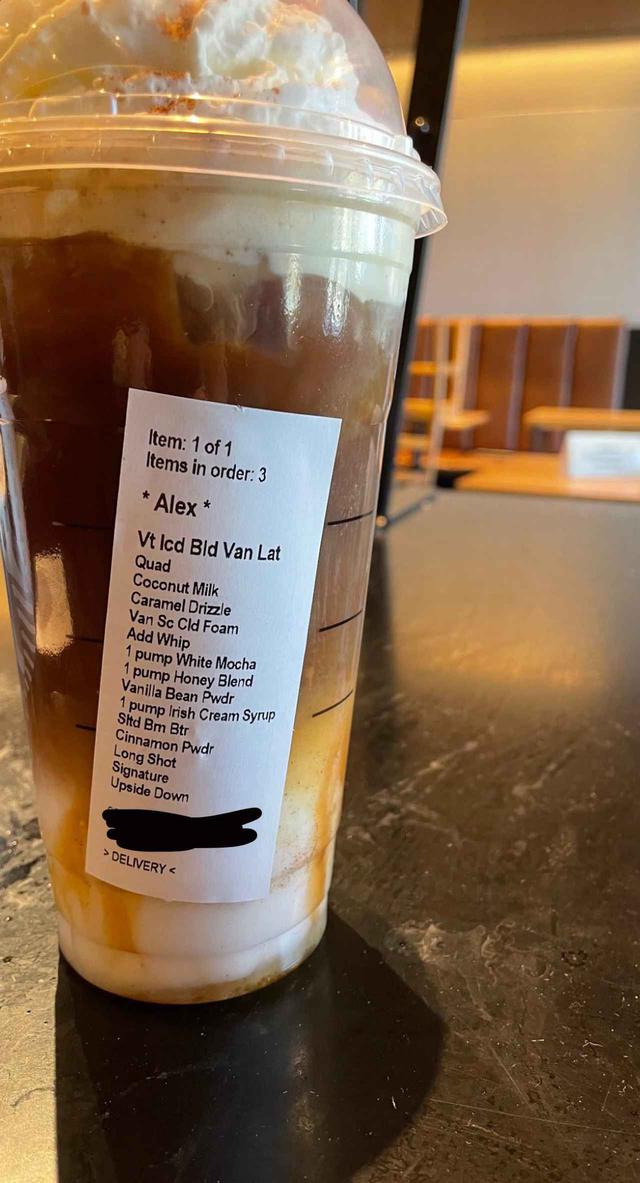 Item: 1 of 1
Items in order: 3
* Alex *
Vt Icd Bld Van Lat
Quad
Coconut Milk
Caramel Drizzle
Van Sc Cld Foam
Add Whip
1 pump White Mocha
1 pump Honey Blend
Vanilla Bean Pwdr
1 pump Irish Cream Syrup
Sltd Brn Btr
Cinnamon Pwdr
Long Shot
Signature
Upside Down
> DELIVERY <